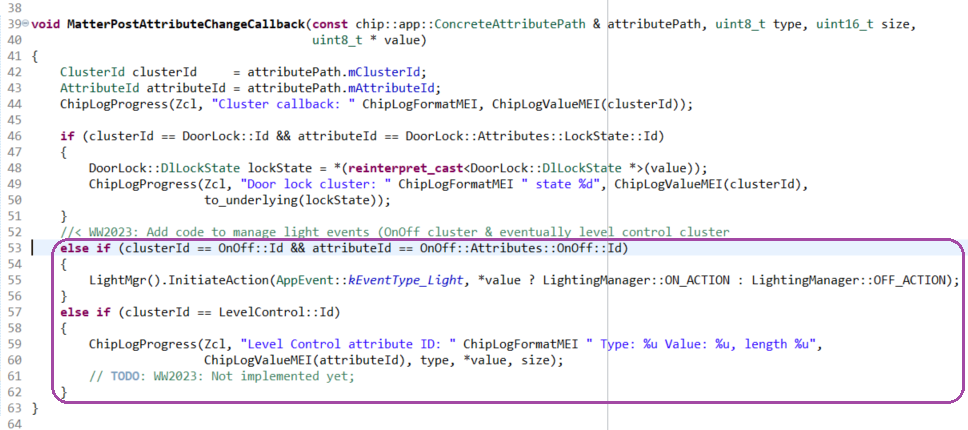 38
39 void MatterPostAttributeChangeCallback(const chip::app::ConcreteAttributePath & attributePath, uint8_t type, uint16_t size,
40                                        uint8_t * value)
41 {
42     ClusterId clusterId     = attributePath.mClusterId;
43     AttributeId attributeId = attributePath.mAttributeId;
44     ChipLogProgress(Zcl, "Cluster callback: " ChipLogFormatMEI, ChipLogValueMEI(clusterId));
45
46     if (clusterId == DoorLock::Id && attributeId == DoorLock::Attributes::LockState::Id)
47     {
48         DoorLock::DlLockState lockState = *(reinterpret_cast<DoorLock::DlLockState *>(value));
49         ChipLogProgress(Zcl, "Door lock cluster: " ChipLogFormatMEI " state %d", ChipLogValueMEI(clusterId),
50                         to_underlying(lockState));
51     }
52     //< WW2023: Add code to manage light events (OnOff cluster & eventually level control cluster
53     else if (clusterId == OnOff::Id && attributeId == OnOff::Attributes::OnOff::Id)
54     {
55         LightMgr().InitiateAction(AppEvent::kEventType_Light, *value ? LightingManager::ON_ACTION : LightingManager::OFF_ACTION);
56     }
57     else if (clusterId == LevelControl::Id)
58     {
59         ChipLogProgress(Zcl, "Level Control attribute ID: " ChipLogFormatMEI " Type: %u Value: %u, length %u",
60                         ChipLogValueMEI(attributeId), type, *value, size);
61         // TODO: WW2023: Not implemented yet;
62     }
63 }
64